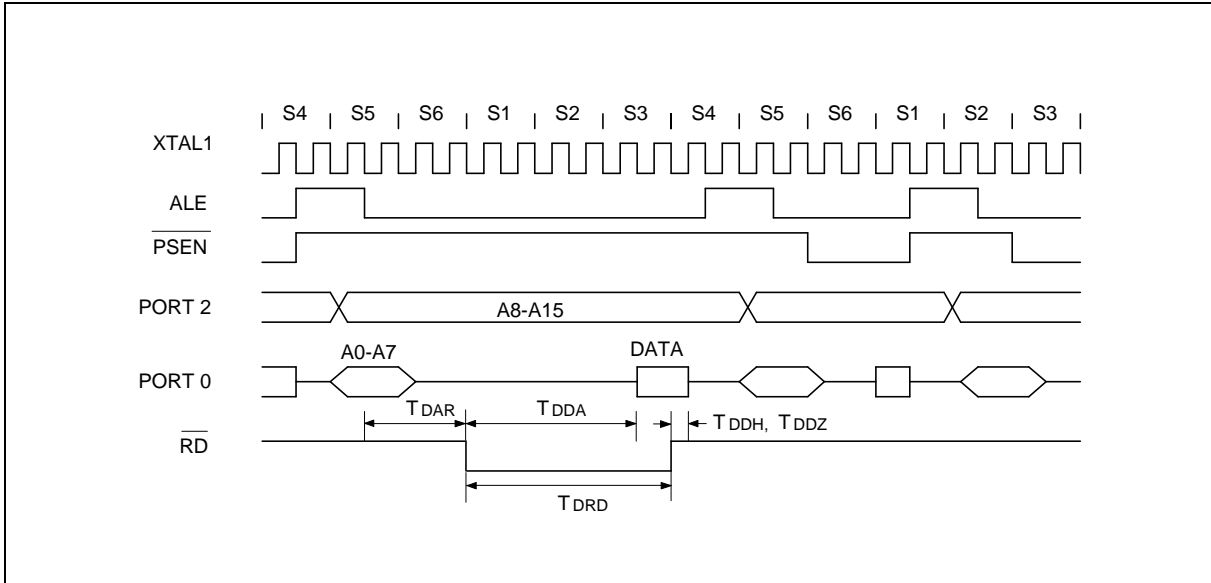 S4 S5 S6 S1 S2 S3 S4 S5 S6 S1 S2 S3
XTAL1
ALE
PSEN
PORT 2
A8-A15
A0-A7
DATA
PORT 0
TDAR
TDDA
TDDH, TDDZ
RD
TDRD